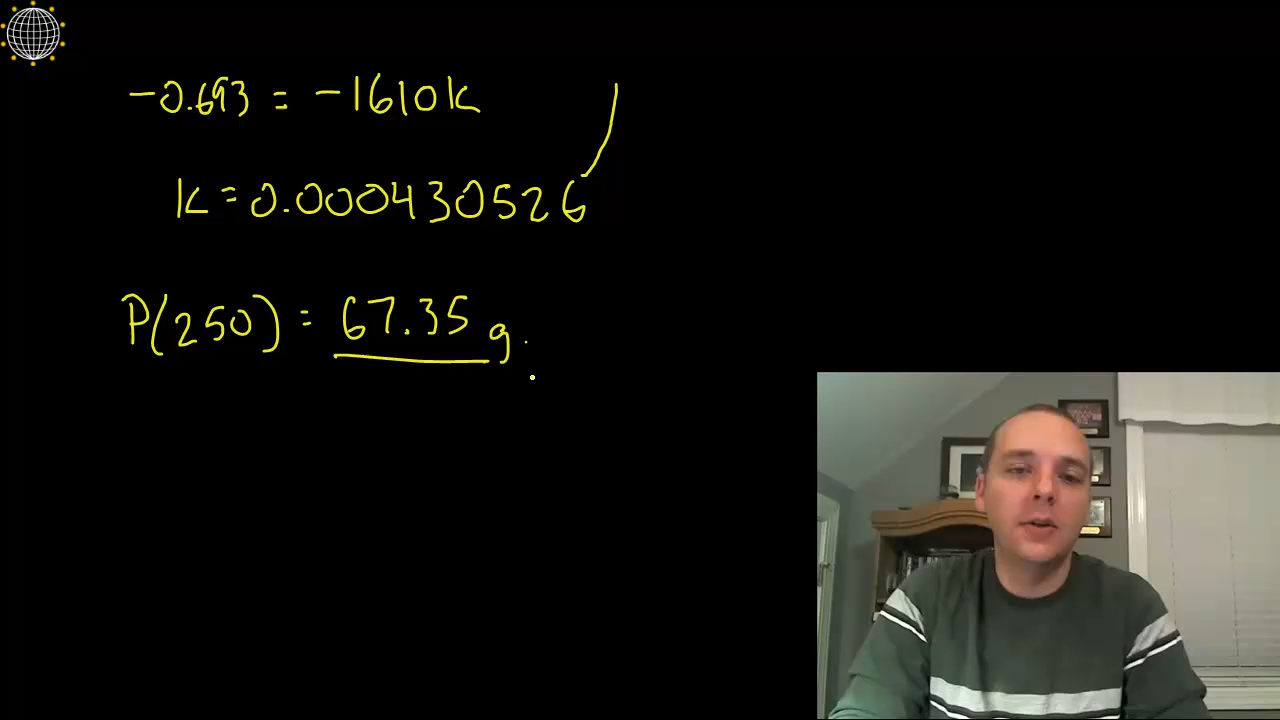 -0.693 = -1610k
k = 0.000430526
P(250) = 67.35 g.